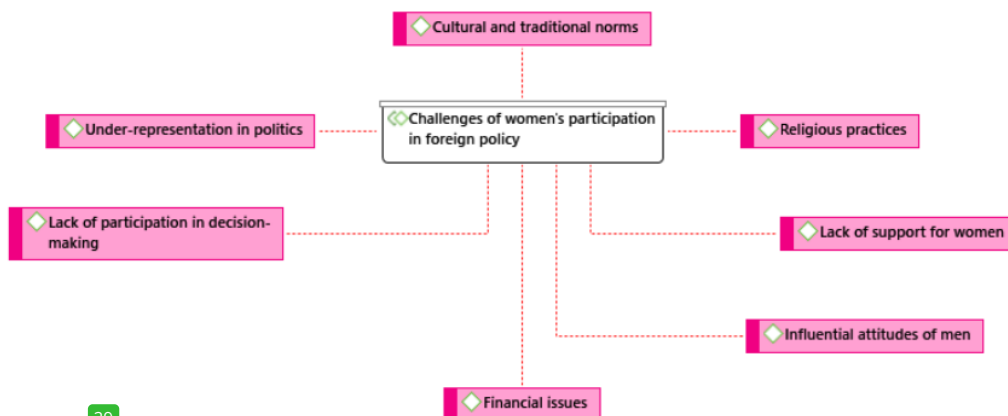 Cultural and traditional norms
Challenges of women's participation
in foreign policy
Under-representation in politics
Religious practices
Lack of participation in decision-
making
Lack of support for women
Influential attitudes of men
Financial issues